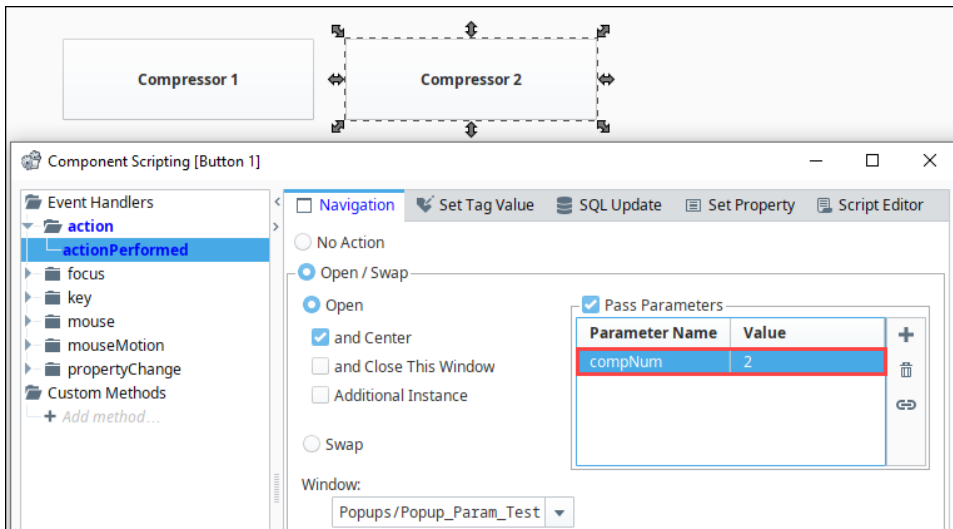 Compressor 1
Compressor 2
Component Scripting [Button 1]
Event Handlers
action
actionPerformed
focus
key
mouse
mouseMotion
propertyChange
Custom Methods
Add method...
Navigation
Set Tag Value
SQL Update
Set Property
Script Editor
No Action
Open / Swap
Open
and Center
and Close This Window
Additional Instance
Swap
Window:
Popups/Popup_Param_Test
Pass Parameters
Parameter Name Value
compNum 2